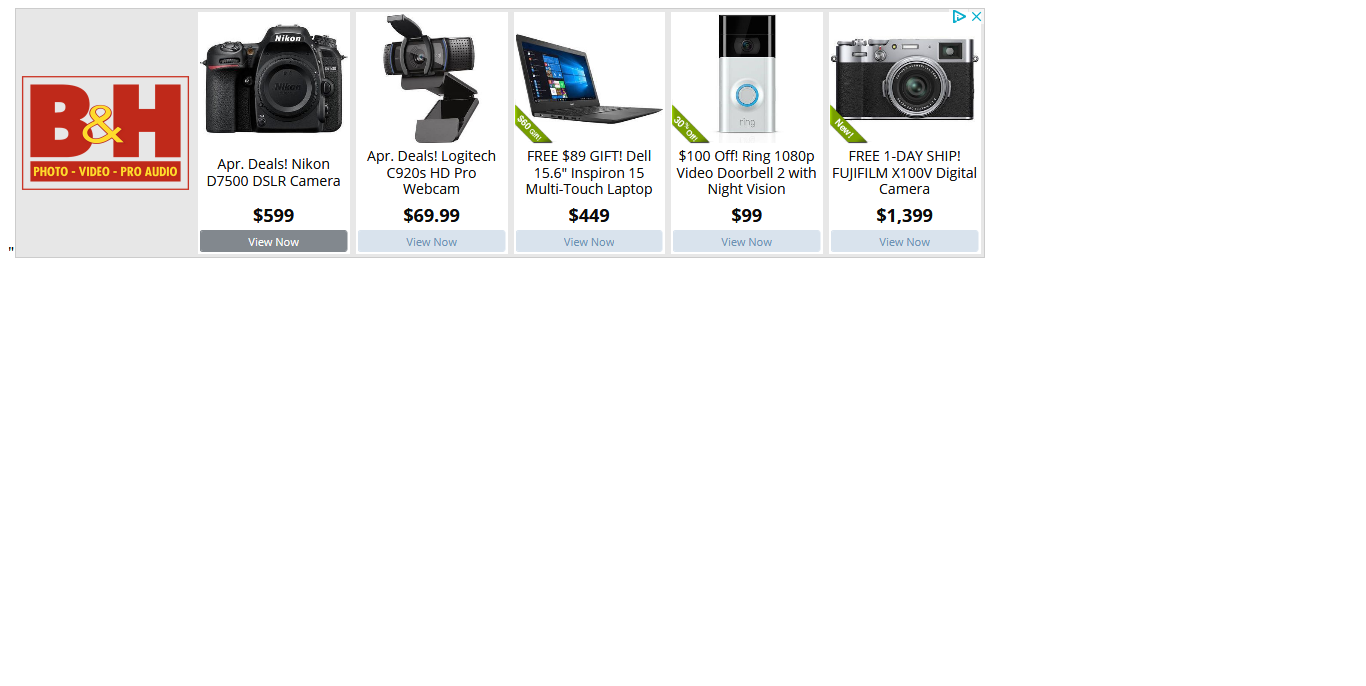 B&H
PHOTO - VIDEO - PRO AUDIO
Nikon
Nikon
Apr. Deals! Nikon
D7500 DSLR Camera
$599
View Now
Apr. Deals! Logitech
C920s HD Pro
Webcam
$69.99
View Now
$60 Gift!
FREE $89 GIFT! Dell
15.6" Inspiron 15
Multi-Touch Laptop
$449
View Now
ring
30% Off!
$100 Off! Ring 1080p
Video Doorbell 2 with
Night Vision
$99
View Now
New!
FREE 1-DAY SHIP!
FUJIFILM X100V Digital
Camera
$1,399
View Now
"